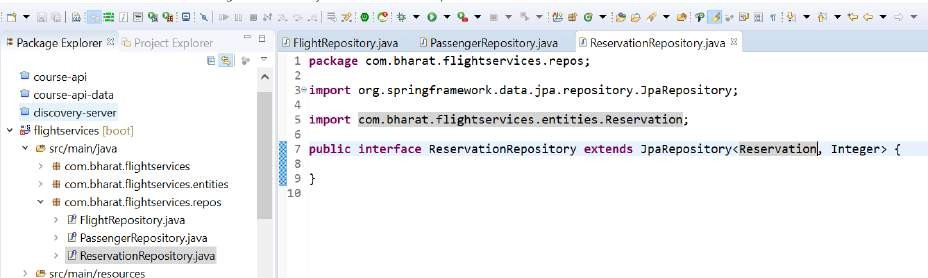 Package Explorer
Project Explorer
course-api
course-api-data
discovery-server
flightservices [boot]
src/main/java
com.bharat.flightservices
com.bharat.flightservices.entities
com.bharat.flightservices.repos
FlightRepository.java
PassengerRepository.java
ReservationRepository.java
src/main/resources
FlightRepository.java
PassengerRepository.java
ReservationRepository.java
1 package com.bharat.flightservices.repos;
2
3 import org.springframework.data.jpa.repository.JpaRepository;
4
5 import com.bharat.flightservices.entities.Reservation;
6
7 public interface ReservationRepository extends JpaRepository<Reservation, Integer> {
8
9 }
10